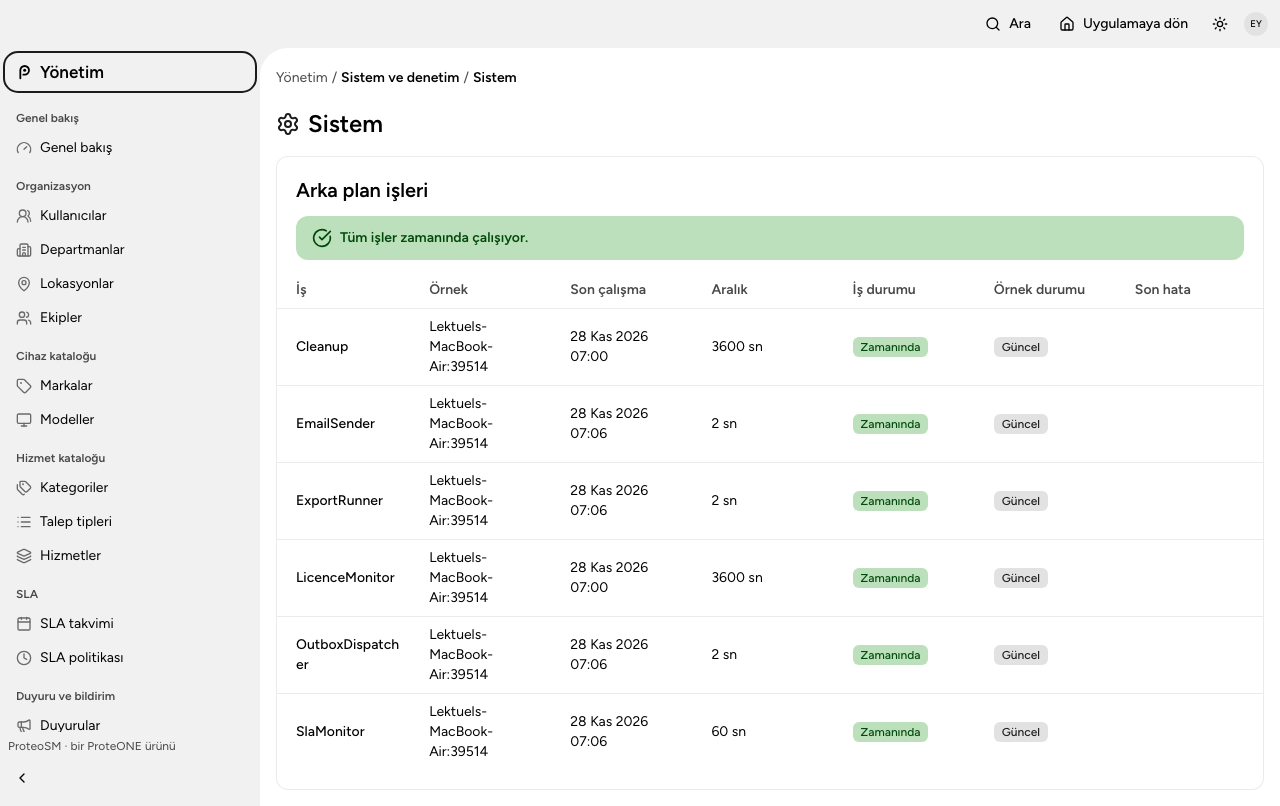 Ara
Uygulamaya dön
EY
Yönetim
Genel bakış
Genel bakış
Organizasyon
Kullanıcılar
Departmanlar
Lokasyonlar
Ekipler
Cihaz kataloğu
Markalar
Modeller
Hizmet kataloğu
Kategoriler
Talep tipleri
Hizmetler
SLA
SLA takvimi
SLA politikası
Duyuru ve bildirim
Duyurular
ProteoSM · bir ProteONE ürünü
Yönetim / Sistem ve denetim / Sistem
Sistem
Arka plan işleri
Tüm işler zamanında çalışıyor.
İş Örnek Son çalışma Aralık İş durumu Örnek durumu Son hata
Cleanup
Lektuels-
MacBook-
Air:39514
28 Kas 2026
07:00
3600 sn
Zamanında
Güncel
EmailSender
Lektuels-
MacBook-
Air:39514
28 Kas 2026
07:06
2 sn
Zamanında
Güncel
ExportRunner
Lektuels-
MacBook-
Air:39514
28 Kas 2026
07:06
2 sn
Zamanında
Güncel
LicenceMonitor
Lektuels-
MacBook-
Air:39514
28 Kas 2026
07:00
3600 sn
Zamanında
Güncel
OutboxDispatch
er
Lektuels-
MacBook-
Air:39514
28 Kas 2026
07:06
2 sn
Zamanında
Güncel
SlaMonitor
Lektuels-
MacBook-
Air:39514
28 Kas 2026
07:06
60 sn
Zamanında
Güncel